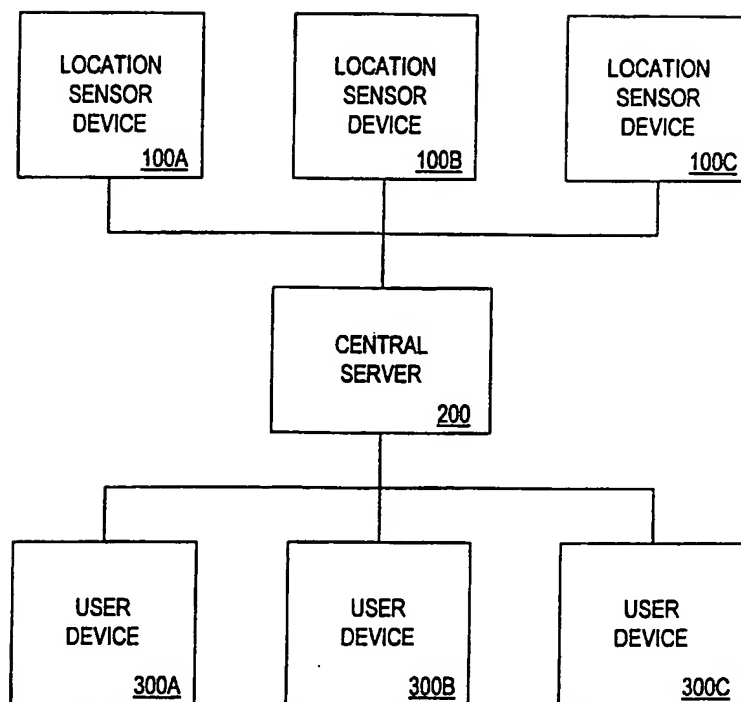 LOCATION
SENSOR
DEVICE
100A
LOCATION
SENSOR
DEVICE
100B
LOCATION
SENSOR
DEVICE
100C
CENTRAL
SERVER
200
USER
DEVICE
300A
USER
DEVICE
300B
USER
DEVICE
300C